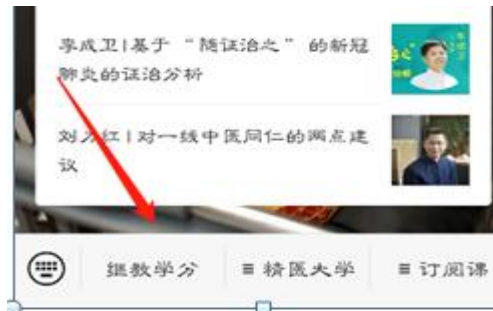 李成卫|基于“随证治之”的新冠
肺炎的证治分析
刘力红|对一线中医同仁的两点建
议
继教学分
≡ 精医大学
≡ 订阅课